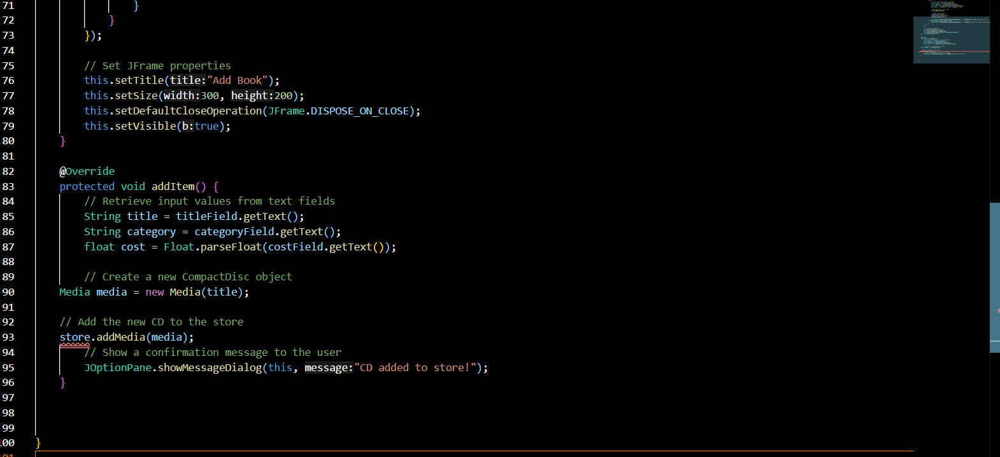 71 }
72 }
73 });
74
75 // Set JFrame properties
76 this.setTitle(title:"Add Book");
77 this.setSize(width:300, height:200);
78 this.setDefaultCloseOperation(JFrame.DISPOSE_ON_CLOSE);
79 this.setVisible(b:true);
80 }
81
82 @Override
83 protected void addItem() {
84 // Retrieve input values from text fields
85 String title = titleField.getText();
86 String category = categoryField.getText();
87 float cost = Float.parseFloat(costField.getText());
88
89 // Create a new CompactDisc object
90 Media media = new Media(title);
91
92 // Add the new CD to the store
93 store.addMedia(media);
94 // Show a confirmation message to the user
95 JOptionPane.showMessageDialog(this, message:"CD added to store!");
96 }
97
98
99
100 }
101